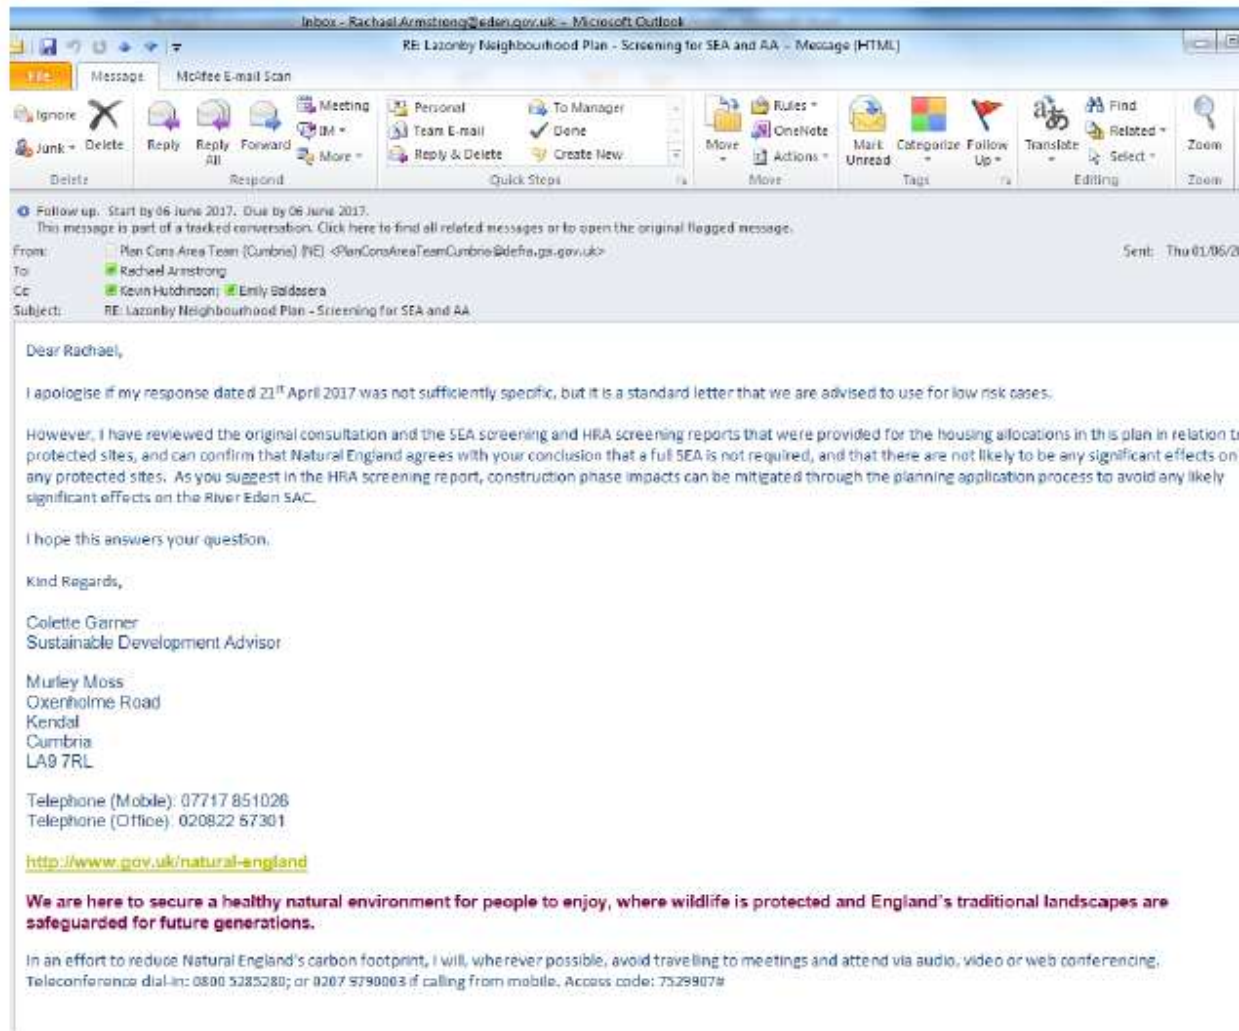 Inbox - Rachael.Armstrong@eden.gov.uk - Microsoft Outlook
RE: Lazonby Neighbourhood Plan - Screening for SEA and AA - Message (HTML)
File Message McAfee E-mail Scan
Ignore
Junk
Delete
Reply
Reply All
Forward
Meeting
IM
More
Personal
Team E-mail
Reply & Delete
To Manager
Done
Create New
Move
Rules
OneNote
Actions
Mark Unread
Categorize
Follow Up
Translate
Find
Related
Select
Zoom
Delete Respond Quick Steps Move Tags Editing Zoom
Follow up. Start by 06 June 2017. Due by 06 June 2017.
This message is part of a tracked conversation. Click here to find all related messages or to open the original flagged message.
From: Plan Cons Area Team (Cumbria) (NE) <PlanConsAreaTeamCumbria@defra.gsi.gov.uk> Sent: Thu 01/06/20
To: Rachael Armstrong
Cc: Kevin Hutchinson; Emily Baldasera
Subject: RE: Lazonby Neighbourhood Plan - Screening for SEA and AA
Dear Rachael,
I apologise if my response dated 21st April 2017 was not sufficiently specific, but it is a standard letter that we are advised to use for low risk cases.
However, I have reviewed the original consultation and the SEA screening and HRA screening reports that were provided for the housing allocations in this plan in relation to
protected sites, and can confirm that Natural England agrees with your conclusion that a full SEA is not required, and that there are not likely to be any significant effects on
any protected sites. As you suggest in the HRA screening report, construction phase impacts can be mitigated through the planning application process to avoid any likely
significant effects on the River Eden SAC.
I hope this answers your question.
Kind Regards,
Colette Garner
Sustainable Development Advisor
Murley Moss
Oxenholme Road
Kendal
Cumbria
LA9 7RL
Telephone (Mobile): 07717 851026
Telephone (Office): 020822 57301
http://www.gov.uk/natural-england
We are here to secure a healthy natural environment for people to enjoy, where wildlife is protected and England's traditional landscapes are
safeguarded for future generations.
In an effort to reduce Natural England's carbon footprint, I will, wherever possible, avoid travelling to meetings and attend via audio, video or web conferencing.
Teleconference dial-in: 0800 5285280; or 0207 9790003 if calling from mobile. Access code: 7529907#